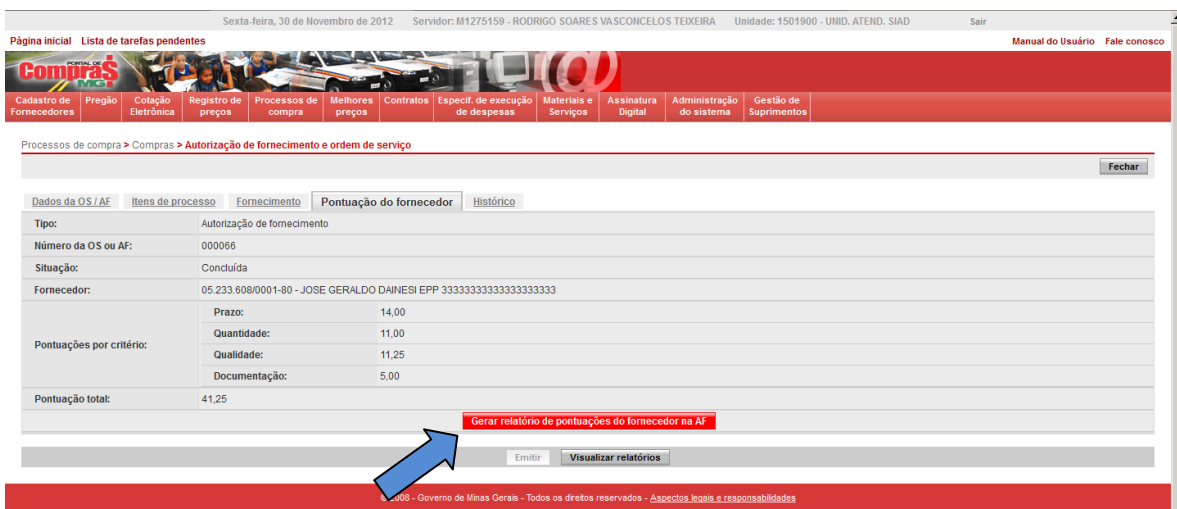 Sexta-feira, 30 de Novembro de 2012 Servidor: M1275159 - RODRIGO SOARES VASCONCELOS TEIXEIRA Unidade: 1501900 - UNID. ATEND. SIAD Sair
Página inicial Lista de tarefas pendentes Manual do Usuário Fale conosco
PORTAL DE
Compras
MG
Cadastro de Fornecedores Pregão Cotação Eletrônica Registro de preços Processos de compra Melhores preços Contratos Especif. de execução de despesas Materiais e Serviços Assinatura Digital Administração do sistema Gestão de Suprimentos
Processos de compra > Compras > Autorização de fornecimento e ordem de serviço
Fechar
Dados da OS / AF Itens de processo Fornecimento Pontuação do fornecedor Histórico
Tipo: Autorização de fornecimento
Número da OS ou AF: 000066
Situação: Concluída
Fornecedor: 05.233.608/0001-80 - JOSE GERALDO DAINESI EPP 33333333333333333333
Pontuações por critério:
Prazo: 14,00
Quantidade: 11,00
Qualidade: 11,25
Documentação: 5,00
Pontuação total: 41,25
Gerar relatório de pontuações do fornecedor na AF
Emitir Visualizar relatórios
2008 - Governo de Minas Gerais - Todos os direitos reservados - Aspectos legais e responsabilidades